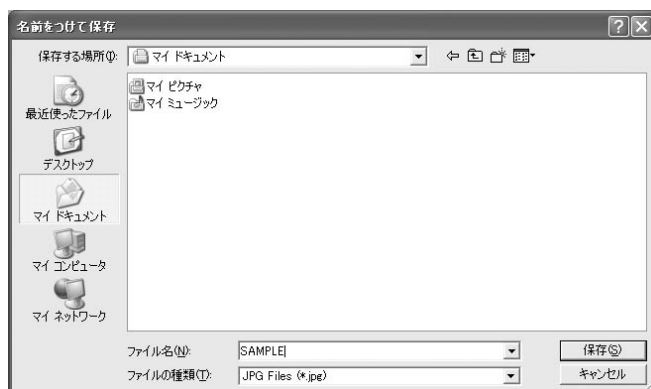 名前をつけて保存
保存する場所(I):
マイ ドキュメント
最近使ったファイル
デスクトップ
マイ ドキュメント
マイ コンピュータ
マイ ネットワーク
マイ ピクチャ
マイ ミュージック
ファイル名(N):
SAMPLE
保存(S)
ファイルの種類(T):
JPG Files (*.jpg)
キャンセル